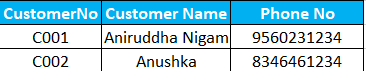 CustomerNo Customer Name Phone No
C001 Aniruddha Nigam 9560231234
C002 Anushka 8346461234